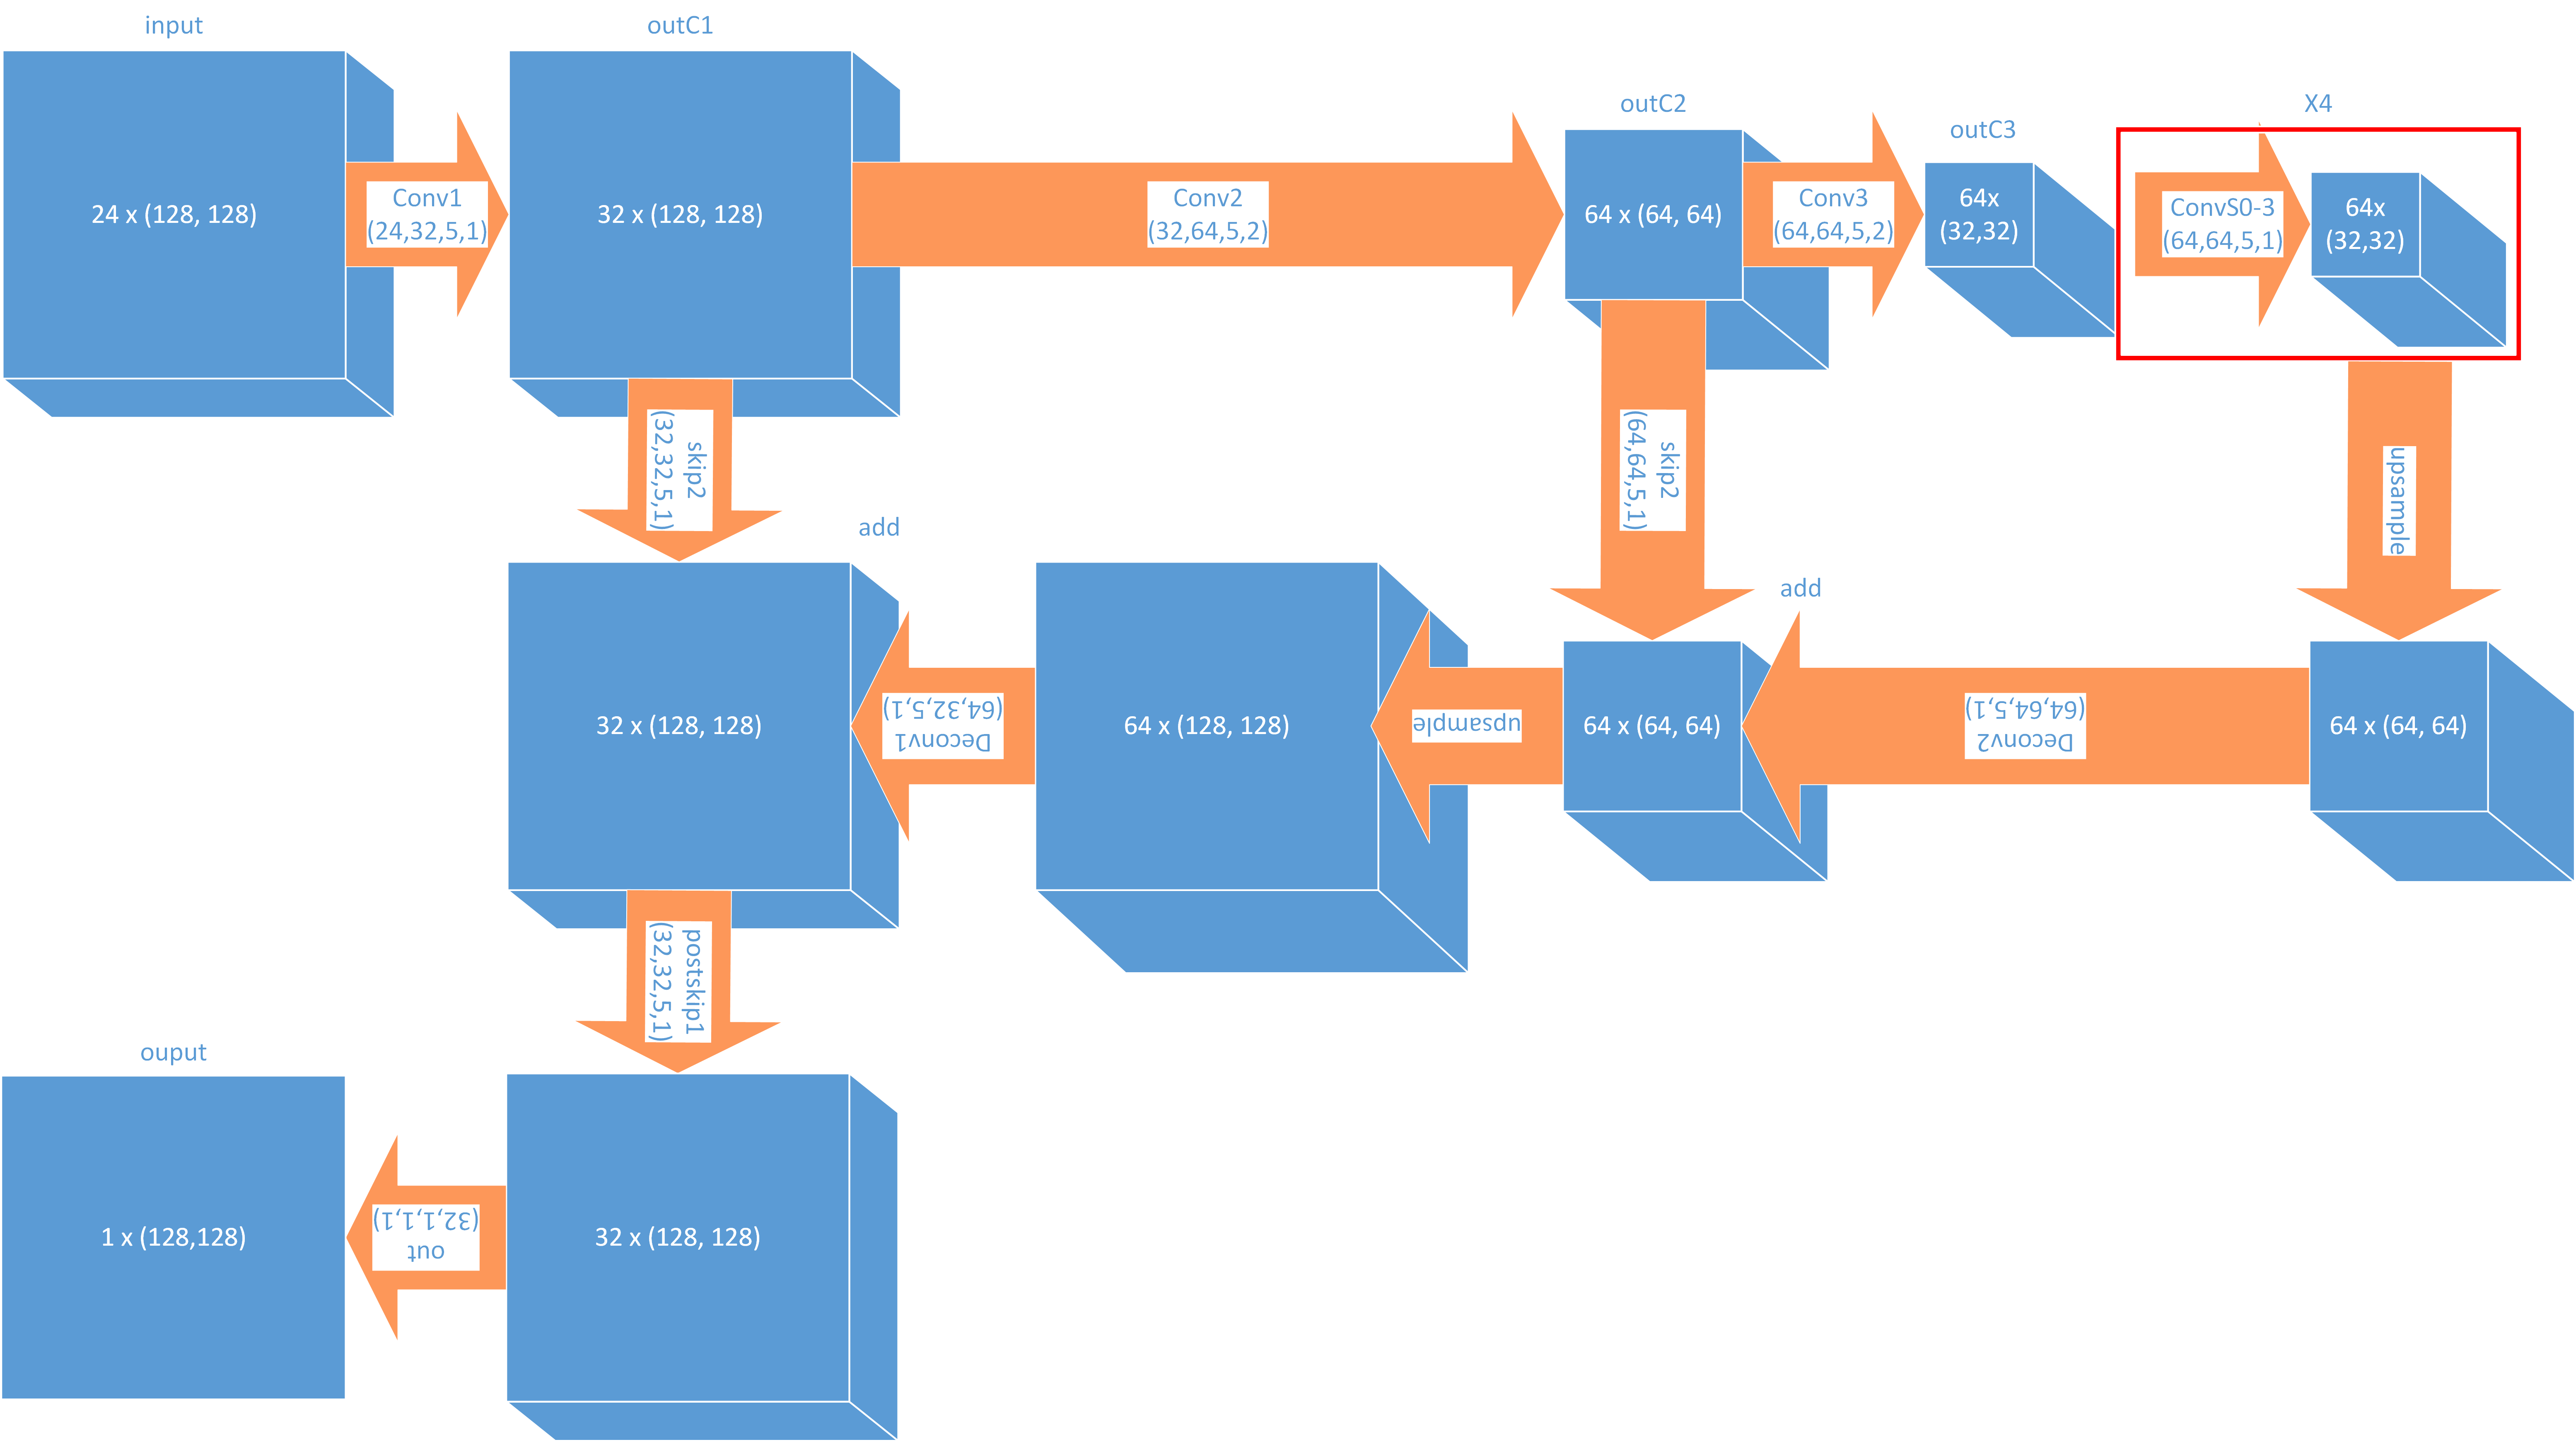 input
outC1
outC2
outC3
X4
24 x (128, 128)
Conv1
(24,32,5,1)
32 x (128, 128)
Conv2
(32,64,5,2)
64 x (64, 64)
Conv3
(64,64,5,2)
64x
(32,32)
ConvS0-3
(64,64,5,1)
64x
(32,32)
skip2
(32,32,5,1)
skip2
(64,64,5,1)
upsample
add
add
32 x (128, 128)
Deconv1
(64,32,5,1)
64 x (128, 128)
upsample
64 x (64, 64)
Deconv2
(64,64,5,1)
64 x (64, 64)
postskip1
(32,32,5,1)
ouput
1 x (128,128)
out
(32,1,1,1)
32 x (128, 128)